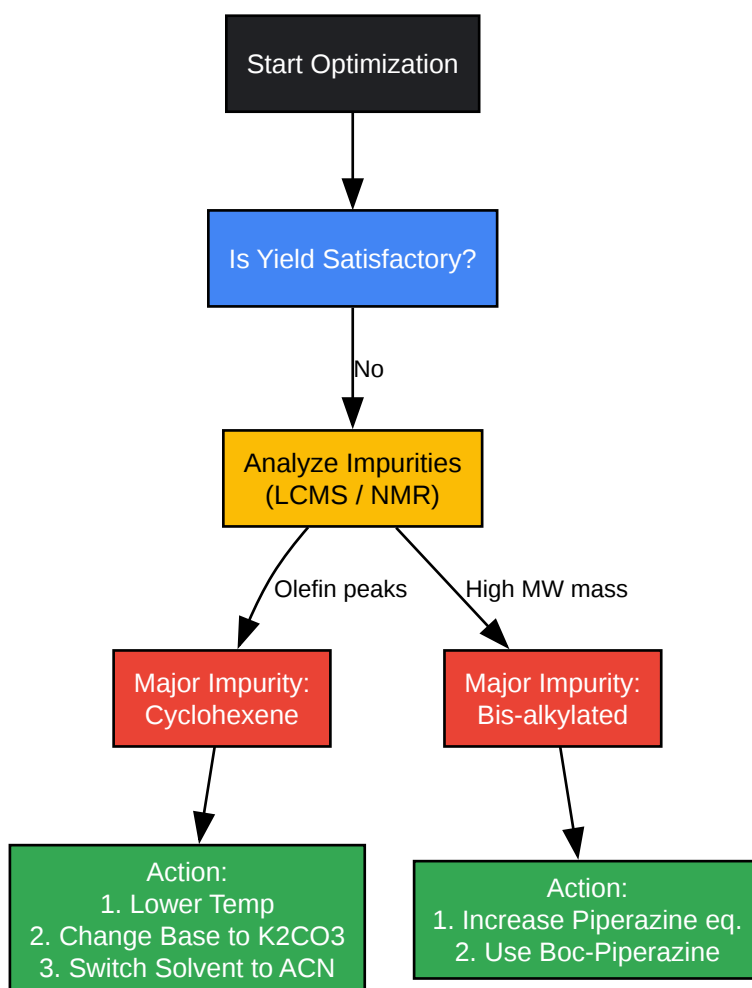 Start Optimization
Is Yield Satisfactory?
No
Analyze Impurities
(LCMS / NMR)
Olefin peaks
High MW mass
Major Impurity:
Cyclohexene
Major Impurity:
Bis-alkylated
Action:
1. Lower Temp
2. Change Base to K2CO3
3. Switch Solvent to ACN
Action:
1. Increase Piperazine eq.
2. Use Boc-Piperazine